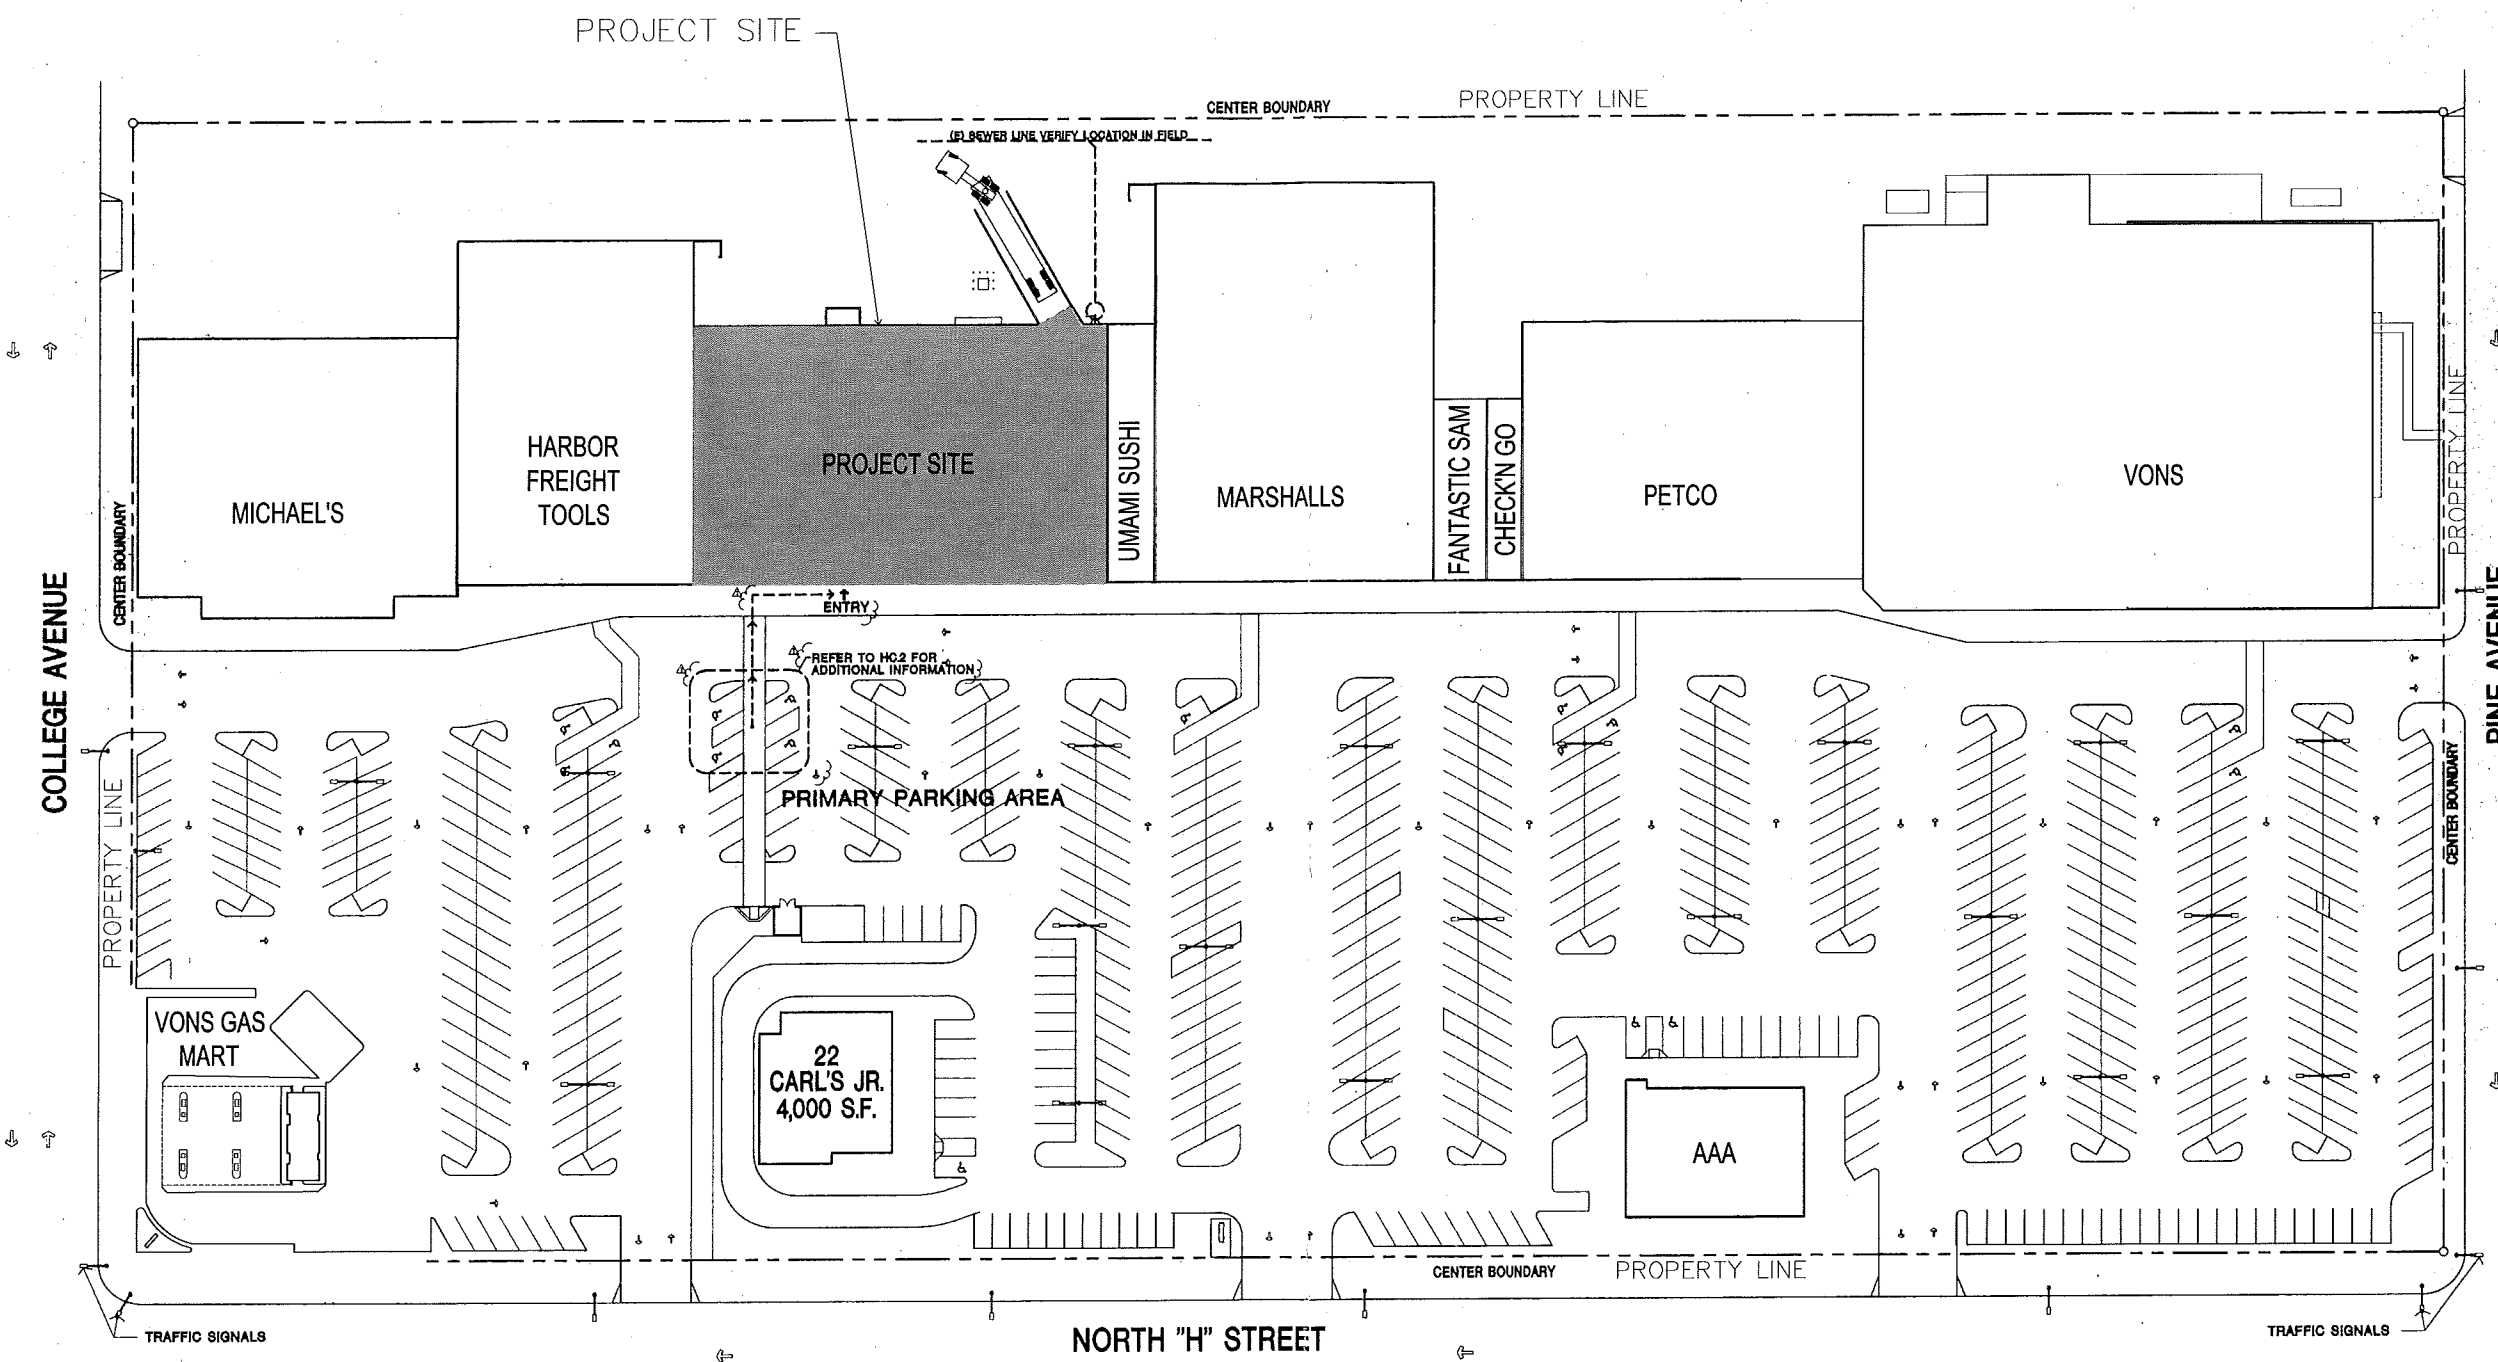 PROJECT SITE
CENTER BOUNDARY
PROPERTY LINE
(E) SEWER LINE VERIFY LOCATION IN FIELD
MICHAEL'S
HARBOR
FREIGHT
TOOLS
PROJECT SITE
UMAMI SUSHI
MARSHALLS
FANTASTIC SAM
CHECK'N GO
PETCO
VONS
PROPERTY LINE
CENTER BOUNDARY
COLLEGE AVENUE
PINE AVENUE
ENTRY
REFER TO HC.2 FOR
ADDITIONAL INFORMATION
PRIMARY PARKING AREA
PROPERTY LINE
CENTER BOUNDARY
VONS GAS
MART
22
CARL'S JR.
4,000 S.F.
AAA
CENTER BOUNDARY
PROPERTY LINE
TRAFFIC SIGNALS
NORTH "H" STREET
TRAFFIC SIGNALS